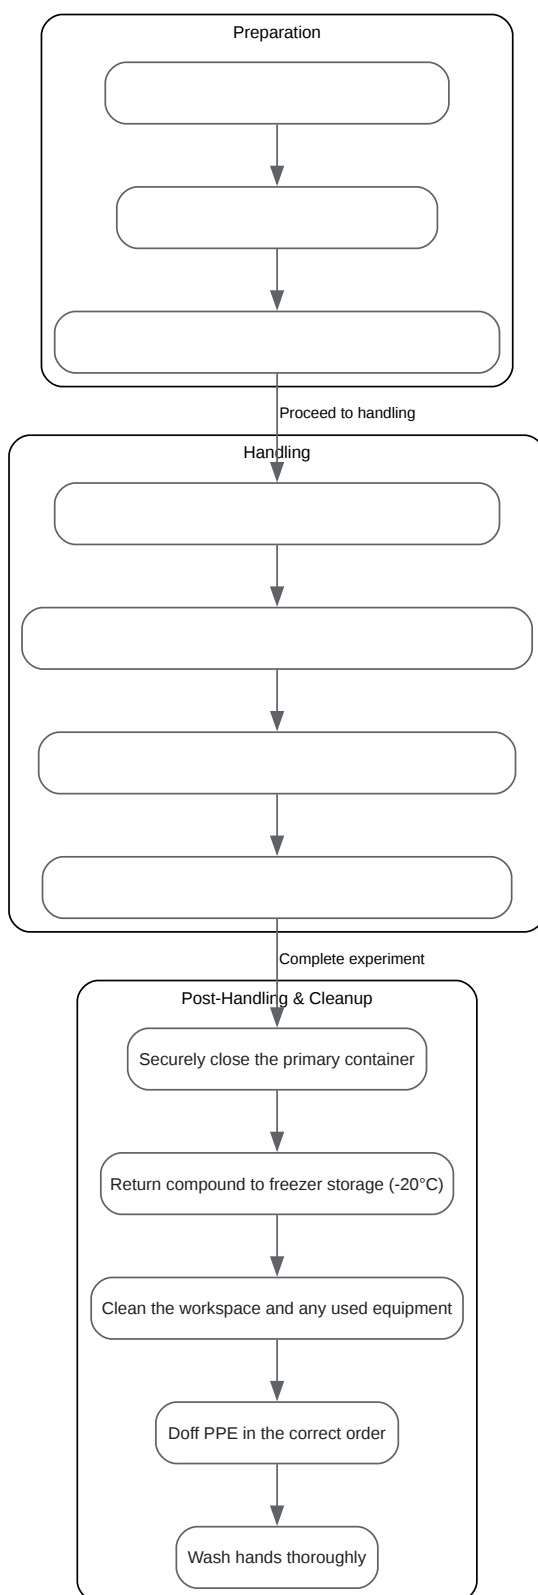 Preparation
Proceed to handling
Handling
Complete experiment
Post-Handling & Cleanup
Securely close the primary container
Return compound to freezer storage (-20°C)
Clean the workspace and any used equipment
Doff PPE in the correct order
Wash hands thoroughly